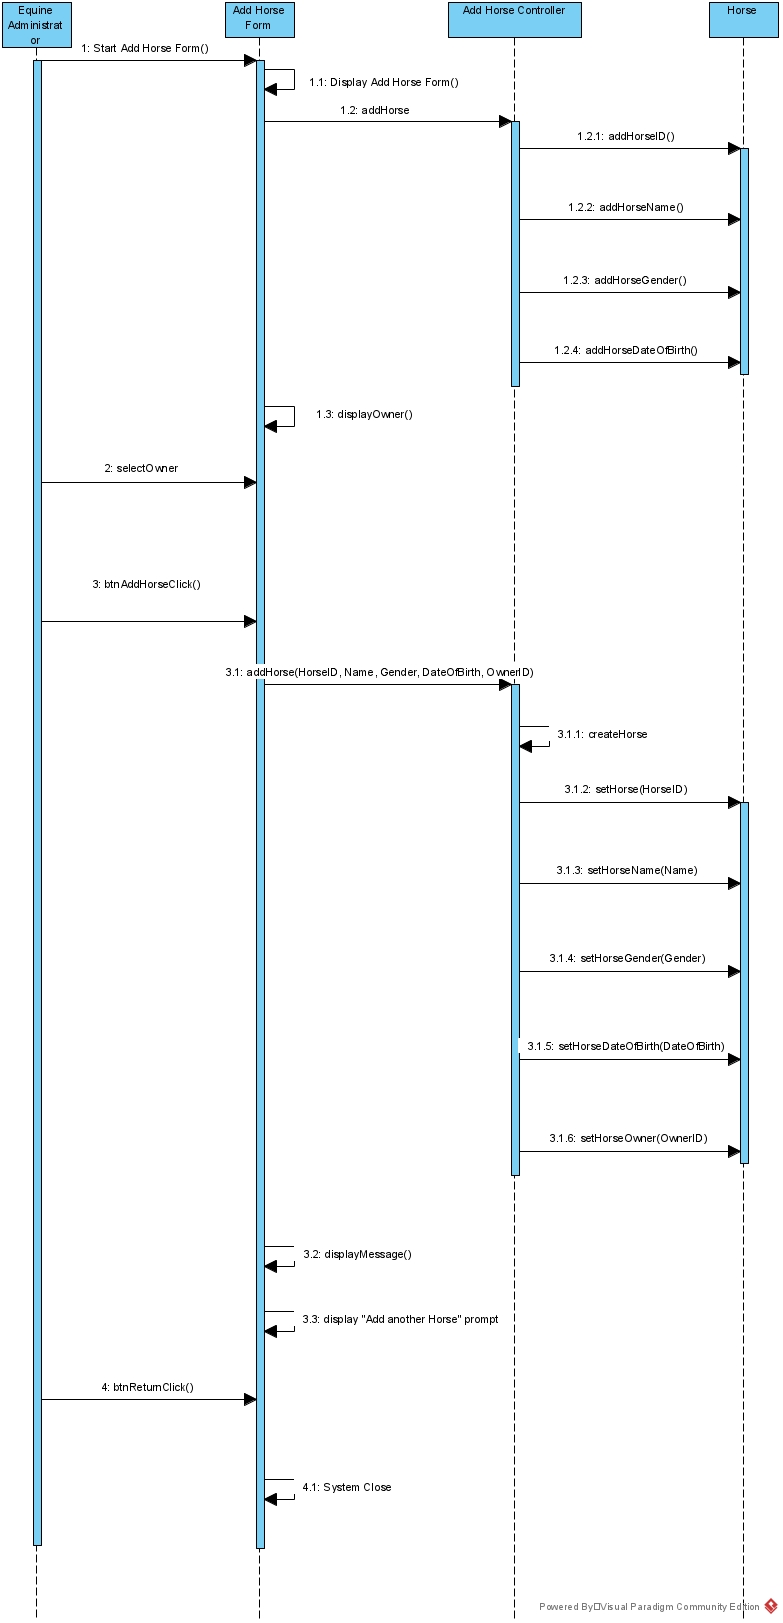 Equine
Administrat
or
Add Horse
Form
Add Horse Controller
Horse
1: Start Add Horse Form()
1.1: Display Add Horse Form()
1.2: addHorse
1.2.1: addHorseID()
1.2.2: addHorseName()
1.2.3: addHorseGender()
1.2.4: addHorseDateOfBirth()
1.3: displayOwner()
2: selectOwner
3: btnAddHorseClick()
3.1: addHorse(HorseID, Name, Gender, DateOfBirth, OwnerID)
3.1.1: createHorse
3.1.2: setHorse(HorseID)
3.1.3: setHorseName(Name)
3.1.4: setHorseGender(Gender)
3.1.5: setHorseDateOfBirth(DateOfBirth)
3.1.6: setHorseOwner(OwnerID)
3.2: displayMessage()
3.3: display "Add another Horse" prompt
4: btnReturnClick()
4.1: System Close
Powered By Visual Paradigm Community Edition